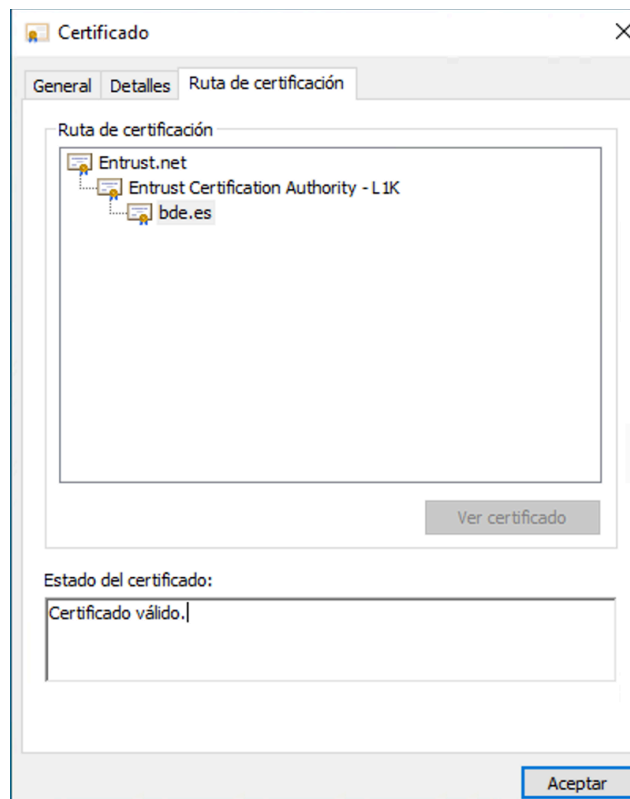 Certificado
General Detalles Ruta de certificación
Ruta de certificación
Entrust.net
Entrust Certification Authority - L1K
bde.es
Ver certificado
Estado del certificado:
Certificado válido.
Aceptar